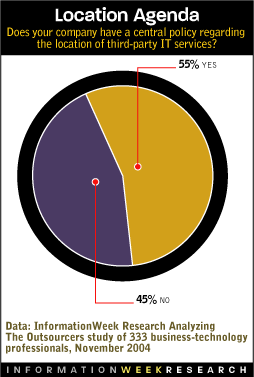 Location Agenda
Does your company have a central policy regarding
the location of third-party IT services?
55% YES
45% NO
Data: InformationWeek Research Analyzing
The Outsourcers study of 333 business-technology
professionals, November 2004
INFORMATIONWEEKRESEARCH